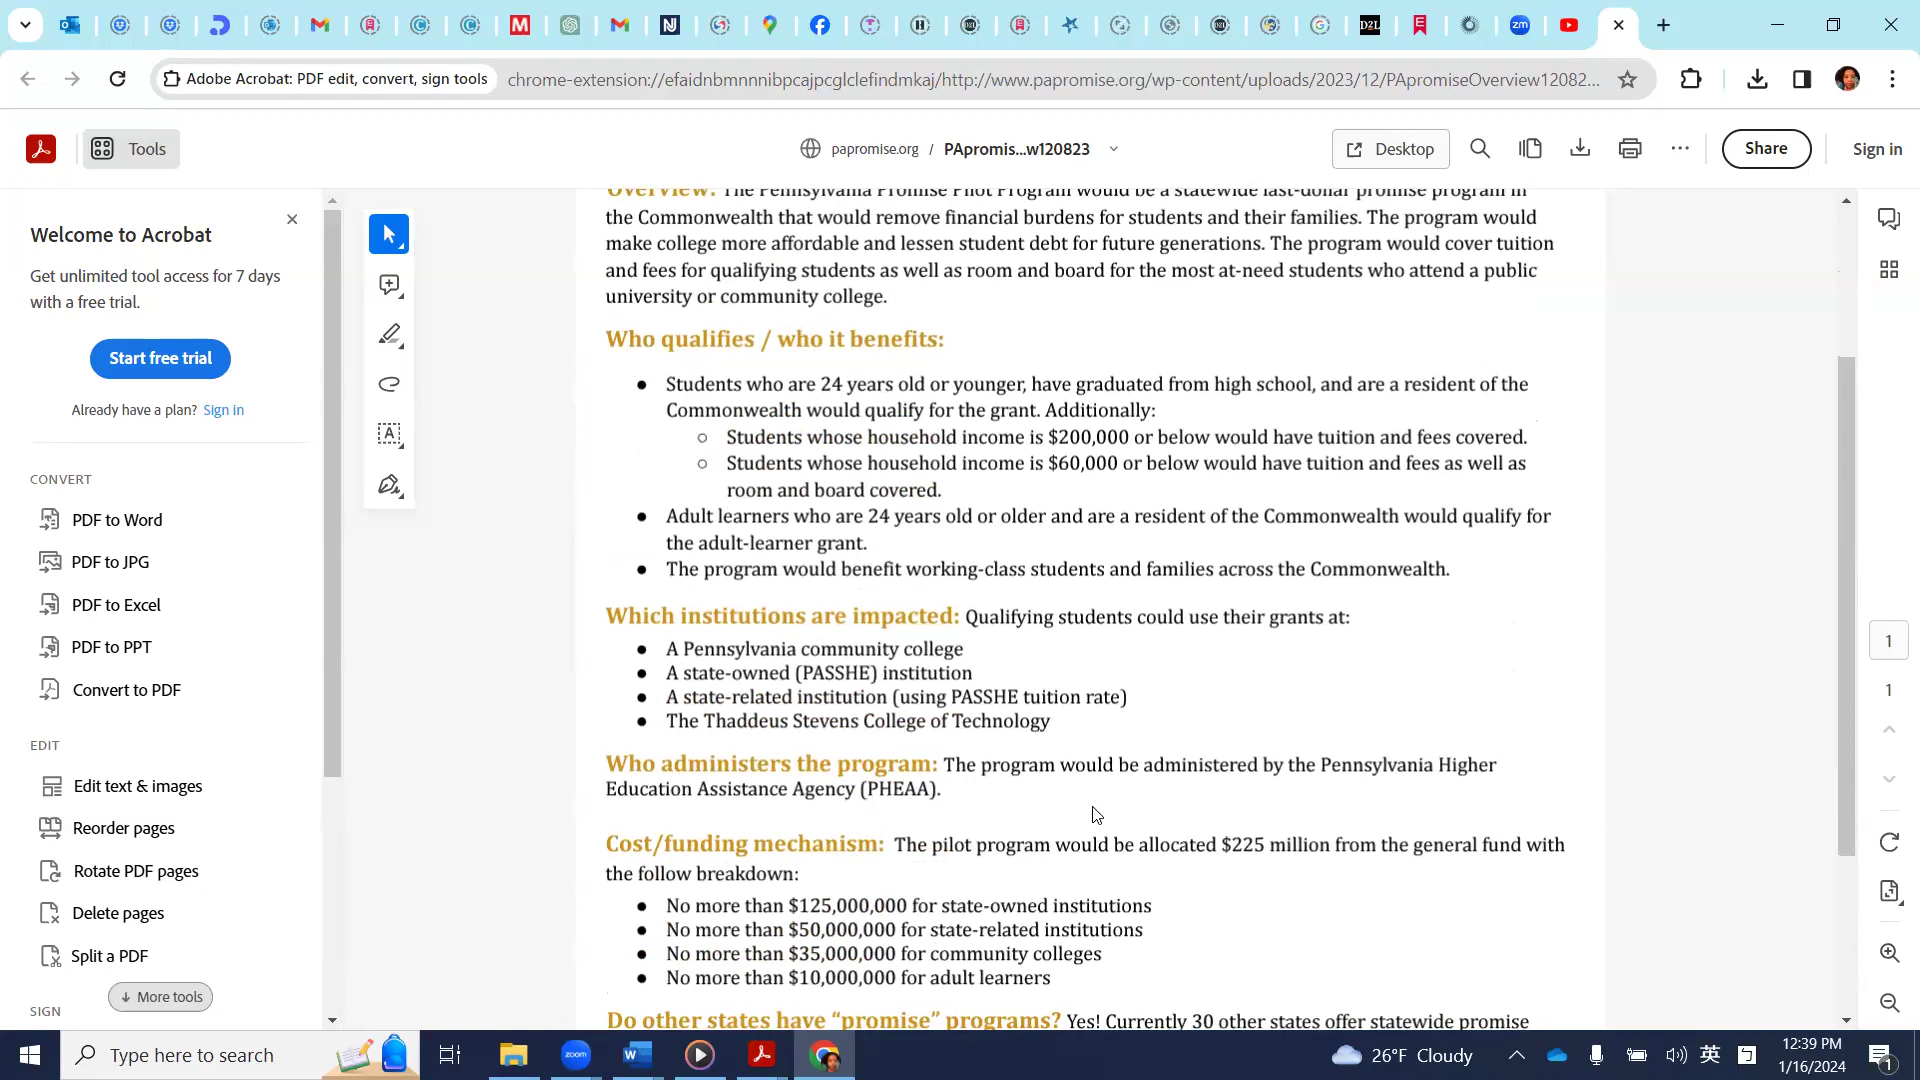 Adobe Acrobat: PDF edit, convert, sign tools
chrome-extension://efaidnbmnnnibpcajpcglclefindmkaj/http://www.papromise.org/wp-content/uploads/2023/12/PApromiseOverview12082...
Tools
papromise.org / PApromis...w120823
Desktop
Share
Sign in
Welcome to Acrobat
Get unlimited tool access for 7 days
with a free trial.
Start free trial
Already have a plan? Sign in
CONVERT
PDF to Word
PDF to JPG
PDF to Excel
PDF to PPT
Convert to PDF
EDIT
Edit text & images
Reorder pages
Rotate PDF pages
Delete pages
Split a PDF
More tools
SIGN
Overview: The Pennsylvania Promise Pilot Program would be a statewide last-dollar promise program in
the Commonwealth that would remove financial burdens for students and their families. The program would
make college more affordable and lessen student debt for future generations. The program would cover tuition
and fees for qualifying students as well as room and board for the most at-need students who attend a public
university or community college.
Who qualifies / who it benefits:
● Students who are 24 years old or younger, have graduated from high school, and are a resident of the
Commonwealth would qualify for the grant. Additionally:
○ Students whose household income is $200,000 or below would have tuition and fees covered.
○ Students whose household income is $60,000 or below would have tuition and fees as well as
room and board covered.
● Adult learners who are 24 years old or older and are a resident of the Commonwealth would qualify for
the adult-learner grant.
● The program would benefit working-class students and families across the Commonwealth.
Which institutions are impacted: Qualifying students could use their grants at:
● A Pennsylvania community college
● A state-owned (PASSHE) institution
● A state-related institution (using PASSHE tuition rate)
● The Thaddeus Stevens College of Technology
Who administers the program: The program would be administered by the Pennsylvania Higher
Education Assistance Agency (PHEAA).
Cost/funding mechanism: The pilot program would be allocated $225 million from the general fund with
the follow breakdown:
● No more than $125,000,000 for state-owned institutions
● No more than $50,000,000 for state-related institutions
● No more than $35,000,000 for community colleges
● No more than $10,000,000 for adult learners
Do other states have “promise” programs? Yes! Currently 30 other states offer statewide promise
1
1
Type here to search
zoom
26°F Cloudy
英
12:39 PM
1/16/2024
1